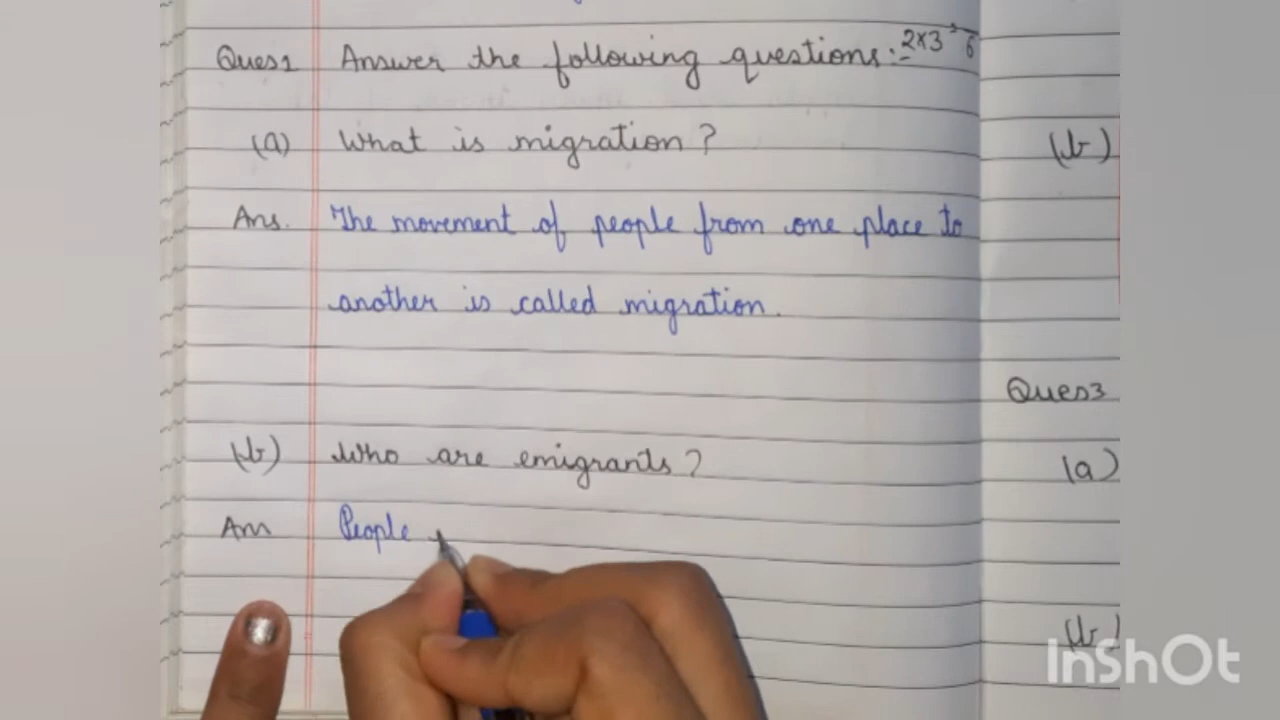 Ques1 Answer the following questions:- 2×3 = 6
(a) What is migration?
Ans. The movement of people from one place to
another is called migration.
(b) Who are emigrants?
Ans People
(b)
Ques3
(a)
(b)
InShOt